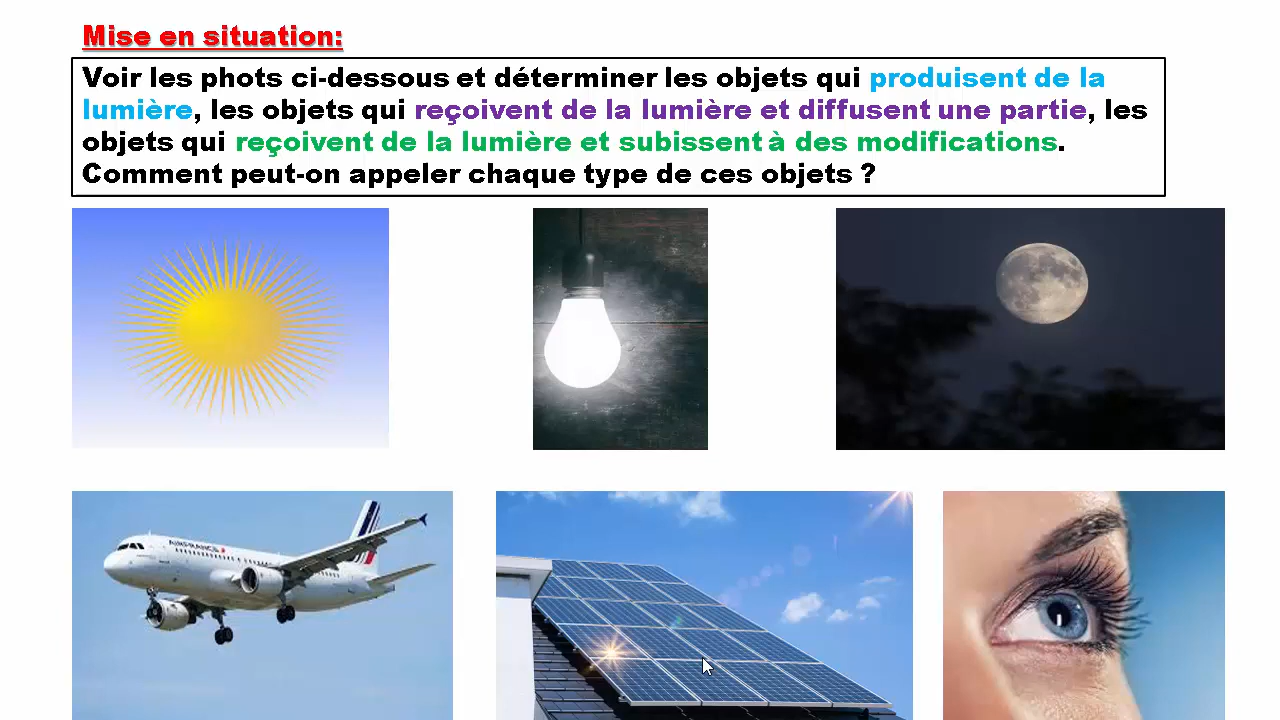 Mise en situation:
Voir les phots ci-dessous et déterminer les objets qui produisent de la
lumière, les objets qui reçoivent de la lumière et diffusent une partie, les
objets qui reçoivent de la lumière et subissent à des modifications.
Comment peut-on appeler chaque type de ces objets ?
AIRFRANCE